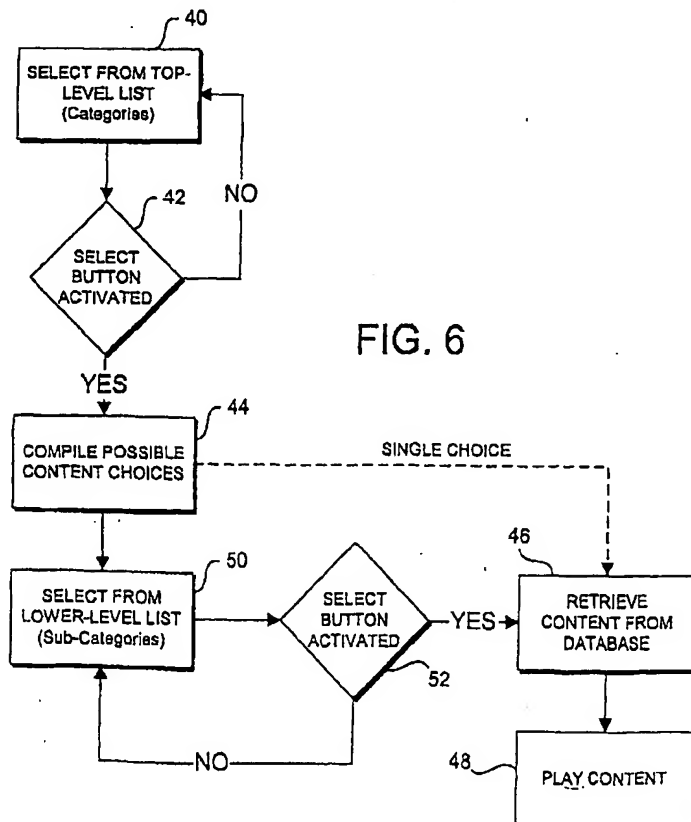 40
SELECT FROM TOP-
LEVEL LIST
(Categories)
NO
42
SELECT
BUTTON
ACTIVATED
FIG. 6
YES
44
COMPILE POSSIBLE
CONTENT CHOICES
SINGLE CHOICE
50
SELECT FROM
LOWER-LEVEL LIST
(Sub-Categories)
SELECT
BUTTON
ACTIVATED
52
YES
46
RETRIEVE
CONTENT FROM
DATABASE
NO
48
PLAY CONTENT